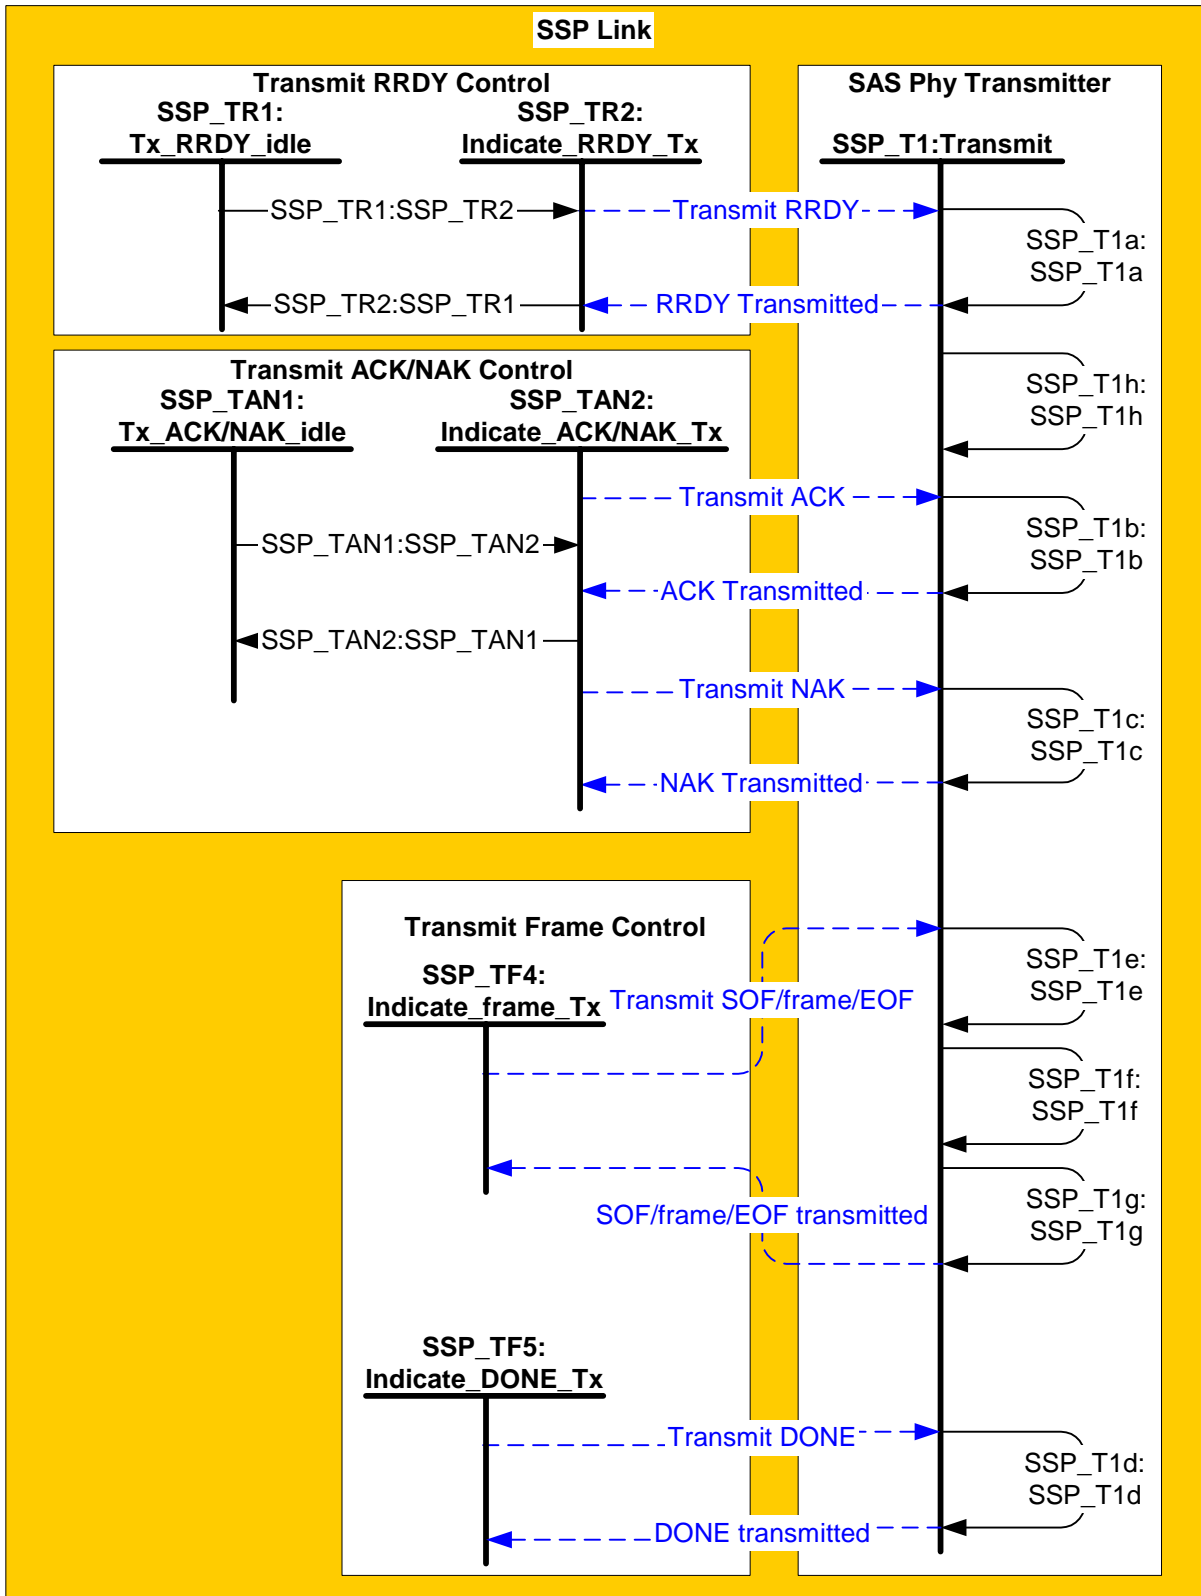 SSP Link
Transmit RRDY Control
SSP_TR1:
Tx_RRDY_idle
SSP_TR2:
Indicate_RRDY_Tx
SSP_TR1:SSP_TR2
SSP_TR2:SSP_TR1
Transmit RRDY
RRDY Transmitted
SAS Phy Transmitter
SSP_T1:Transmit
SSP_T1a:
SSP_T1a
SSP_T1h:
SSP_T1h
Transmit ACK/NAK Control
SSP_TAN1:
Tx_ACK/NAK_idle
SSP_TAN2:
Indicate_ACK/NAK_Tx
Transmit ACK
SSP_TAN1:SSP_TAN2
ACK Transmitted
SSP_T1b:
SSP_T1b
SSP_TAN2:SSP_TAN1
Transmit NAK
NAK Transmitted
SSP_T1c:
SSP_T1c
Transmit Frame Control
SSP_TF4:
Indicate_frame_Tx
Transmit SOF/frame/EOF
SSP_T1e:
SSP_T1e
SSP_T1f:
SSP_T1f
SOF/frame/EOF transmitted
SSP_T1g:
SSP_T1g
SSP_TF5:
Indicate_DONE_Tx
Transmit DONE
DONE transmitted
SSP_T1d:
SSP_T1d